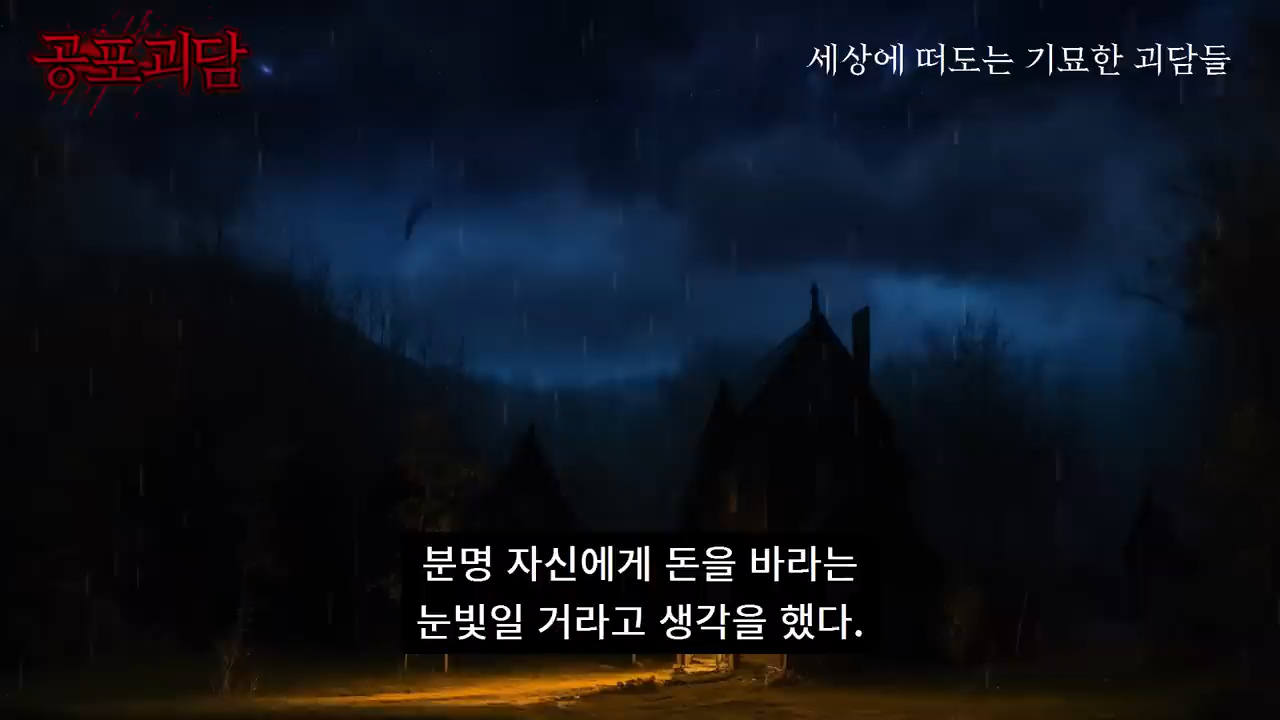 공포괴담
세상에 떠도는 기묘한 괴담들
분명 자신에게 돈을 바라는
눈빛일 거라고 생각을 했다.